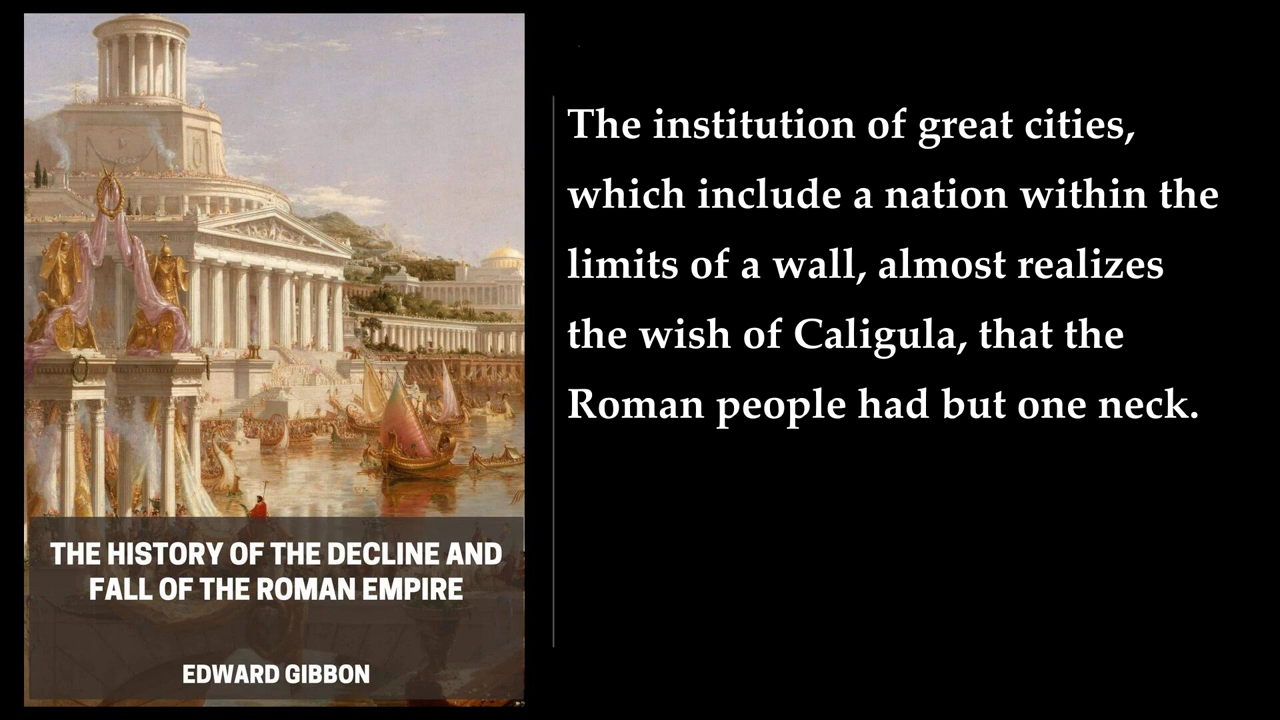 THE HISTORY OF THE DECLINE AND
FALL OF THE ROMAN EMPIRE
EDWARD GIBBON
The institution of great cities,
which include a nation within the
limits of a wall, almost realizes
the wish of Caligula, that the
Roman people had but one neck.